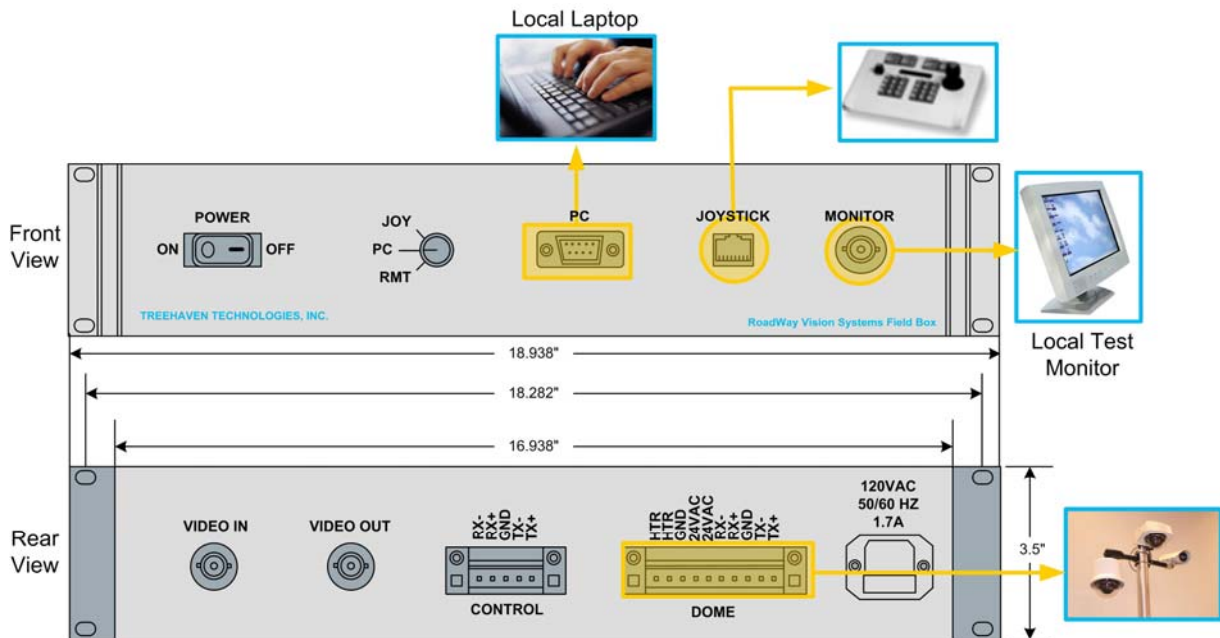 Local Laptop
Front
View
POWER
ON
OFF
JOY
PC
RMT
PC
JOYSTICK
MONITOR
TREEHAVEN TECHNOLOGIES, INC.
RoadWay Vision Systems Field Box
Local Test
Monitor
18.938"
18.282"
16.938"
Rear
View
VIDEO IN
VIDEO OUT
RX-
RX+
GND
TX-
TX+
CONTROL
HTR
HTR
GND
24VAC
24VAC
RX-
RX+
GND
TX-
TX+
DOME
120VAC
50/60 HZ
1.7A
3.5"